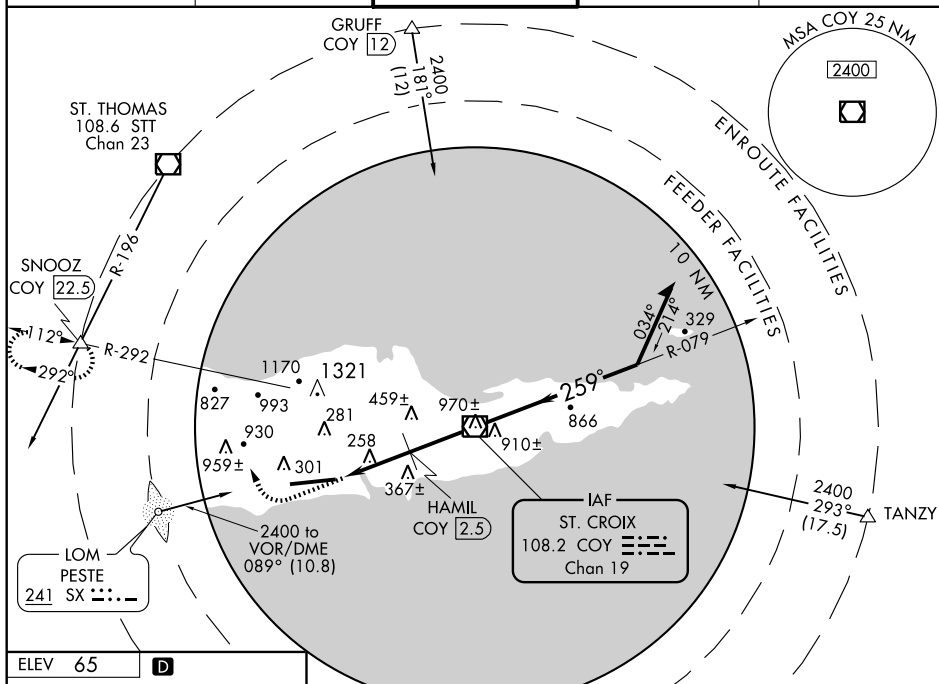 GRUFF
COY 12
2400
181°
(12)
MSA COY 25 NM
2400
ST. THOMAS
108.6 STT
Chan 23
ENROUTE FACILITIES
FEEDER FACILITIES
R-196
SNOOZ
COY 22.5
112°
292°
R-292
10 NM
034°
214°
329
R-079
259°
1170
1321
827
993
281
459±
970±
866
930
258
910±
959±
301
367±
HAMIL
COY 2.5
IAF
ST. CROIX
108.2 COY
Chan 19
2400
293°
(17.5)
TANZY
2400 to
VOR/DME
089° (10.8)
LOM
PESTE
241 SX
ELEV 65 D